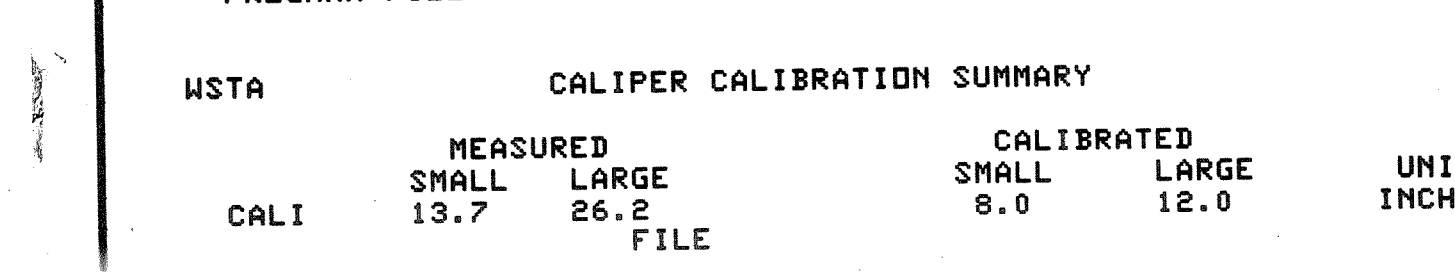 WSTA CALIPER CALIBRATION SUMMARY
MEASURED CALIBRATED
SMALL LARGE SMALL LARGE UNI
CALI 13.7 26.2 8.0 12.0 INCH
FILE